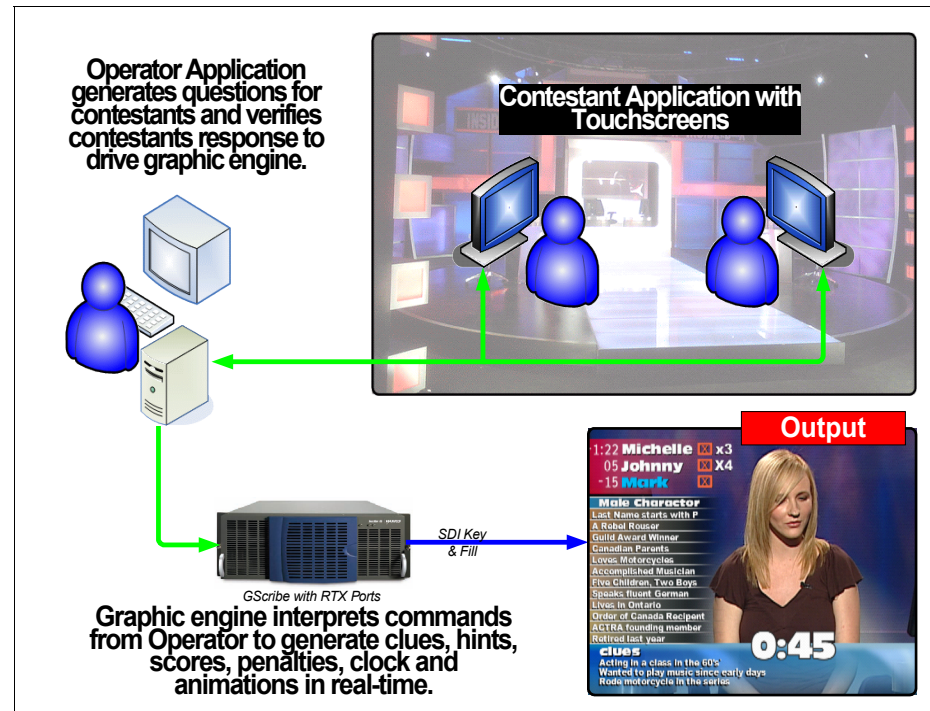 Operator Application
generates questions for
contestants and verifies
contestants response to
drive graphic engine.
Contestant Application with
Touchscreens
INSID
SDI Key
& Fill
GScribe with RTX Ports
Graphic engine interprets commands
from Operator to generate clues, hints,
scores, penalties, clock and
animations in real-time.
Output
-1:22 Michelle X x3
05 Johnny X X4
-15 Mark X
Male Charactor
Last Name starts with P
A Rebel Rouser
Guild Award Winner
Canadian Parents
Loves Motorcycles
Accomplished Musician
Five Children, Two Boys
Speaks fluent German
Lives in Ontario
Order of Canada Recipent
ACTRA founding member
Retired last year
0:45
clues
Acting in a class in the 60's
Wanted to play music since early days
Rode motorcycle in the series